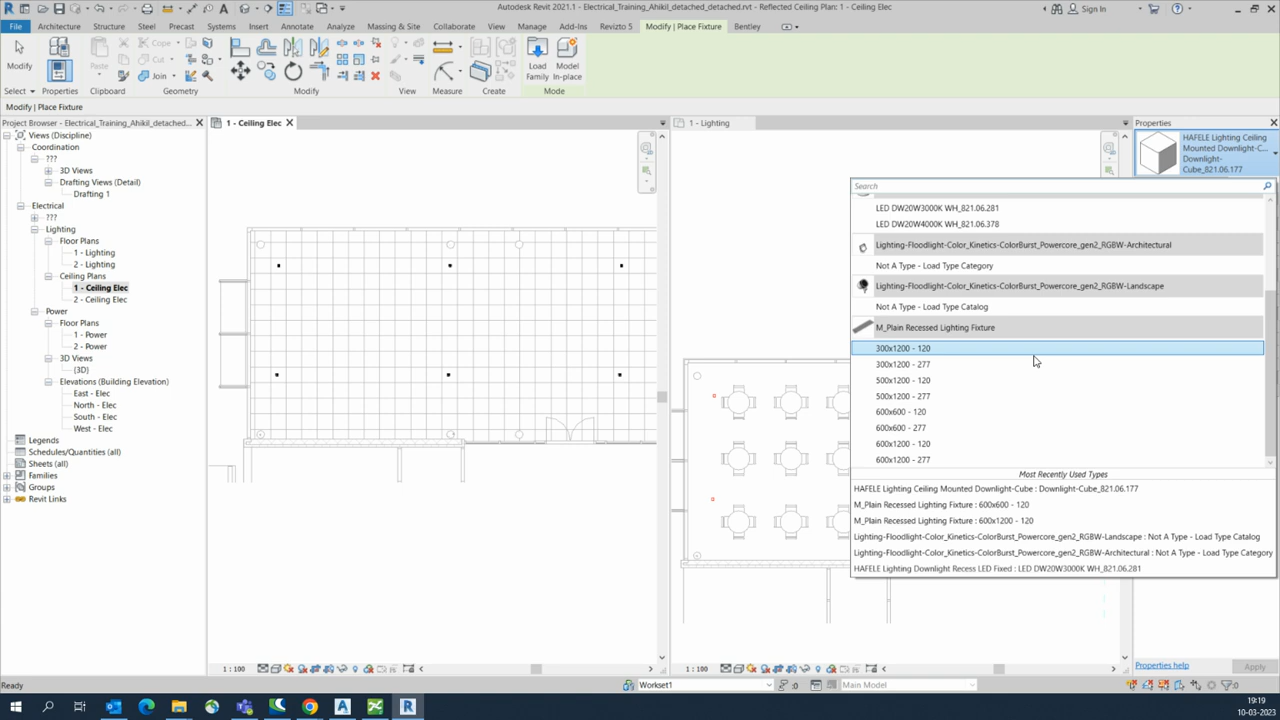 Autodesk Revit 2021.1 - Electrical_Training_Ahikil_detached_detached.rvt - Reflected Ceiling Plan: 1 - Ceiling Elec
Sign In
File Architecture Structure Steel Precast Systems Insert Annotate Analyze Massing & Site Collaborate View Manage Add-Ins Revizto 5 Modify | Place Fixture Bentley
Modify
Paste
Cope
Cut
Join
Load Family
Model In-place
Select Properties Clipboard Geometry Modify View Measure Create Mode
Modify | Place Fixture
Project Browser - Electrical_Training_Ahikil_detached...
1 - Ceiling Elec
1 - Lighting
Properties
Views (Discipline)
Coordination
???
3D Views
Drafting Views (Detail)
Drafting 1
Electrical
???
Lighting
Floor Plans
1 - Lighting
2 - Lighting
Ceiling Plans
1 - Ceiling Elec
2 - Ceiling Elec
Power
Floor Plans
1 - Power
2 - Power
3D Views
{3D}
Elevations (Building Elevation)
East - Elec
North - Elec
South - Elec
West - Elec
Legends
Schedules/Quantities (all)
Sheets (all)
Families
Groups
Revit Links
HAFELE Lighting Ceiling
Mounted Downlight-C...
Downlight-
Cube_821.06.177
Search
LED DW20W3000K WH_821.06.281
LED DW20W4000K WH_821.06.378
Lighting-Floodlight-Color_Kinetics-ColorBurst_Powercore_gen2_RGBW-Architectural
Not A Type - Load Type Category
Lighting-Floodlight-Color_Kinetics-ColorBurst_Powercore_gen2_RGBW-Landscape
Not A Type - Load Type Catalog
M_Plain Recessed Lighting Fixture
300x1200 - 120
300x1200 - 277
500x1200 - 120
500x1200 - 277
600x600 - 120
600x600 - 277
600x1200 - 120
600x1200 - 277
Most Recently Used Types
HAFELE Lighting Ceiling Mounted Downlight-Cube : Downlight-Cube_821.06.177
M_Plain Recessed Lighting Fixture : 600x600 - 120
M_Plain Recessed Lighting Fixture : 600x1200 - 120
Lighting-Floodlight-Color_Kinetics-ColorBurst_Powercore_gen2_RGBW-Landscape : Not A Type - Load Type Catalog
Lighting-Floodlight-Color_Kinetics-ColorBurst_Powercore_gen2_RGBW-Architectural : Not A Type - Load Type Category
HAFELE Lighting Downlight Recess LED Fixed : LED DW20W3000K WH_821.06.281
1 : 100
1 : 100
Properties help
Apply
Ready
Workset1
:0
Main Model
:0
19:19
10-03-2023